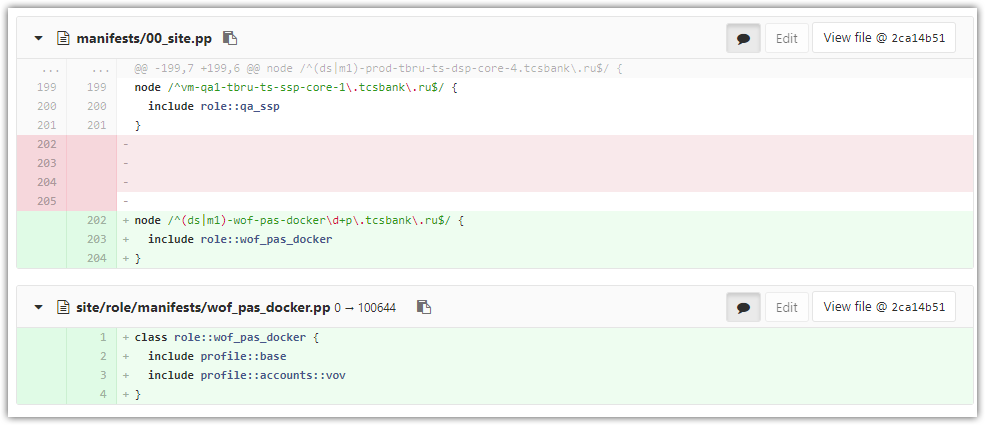 manifests/00_site.pp Edit View file @ 2ca14b51
... ... @@ -199,7 +199,6 @@ node /^(ds|m1)-prod-tbru-ts-dsp-core-4.tcsbank\.ru$/ {
199 199 node /^vm-qa1-tbru-ts-ssp-core-1\.tcsbank\.ru$/ {
200 200 include role::qa_ssp
201 201 }
202 -
203 -
204 -
205 -
202 + node /^(ds|m1)-wof-pas-docker\d+p\.tcsbank\.ru$/ {
203 + include role::wof_pas_docker
204 + }
site/role/manifests/wof_pas_docker.pp 0 → 100644 Edit View file @ 2ca14b51
1 + class role::wof_pas_docker {
2 + include profile::base
3 + include profile::accounts::vov
4 + }